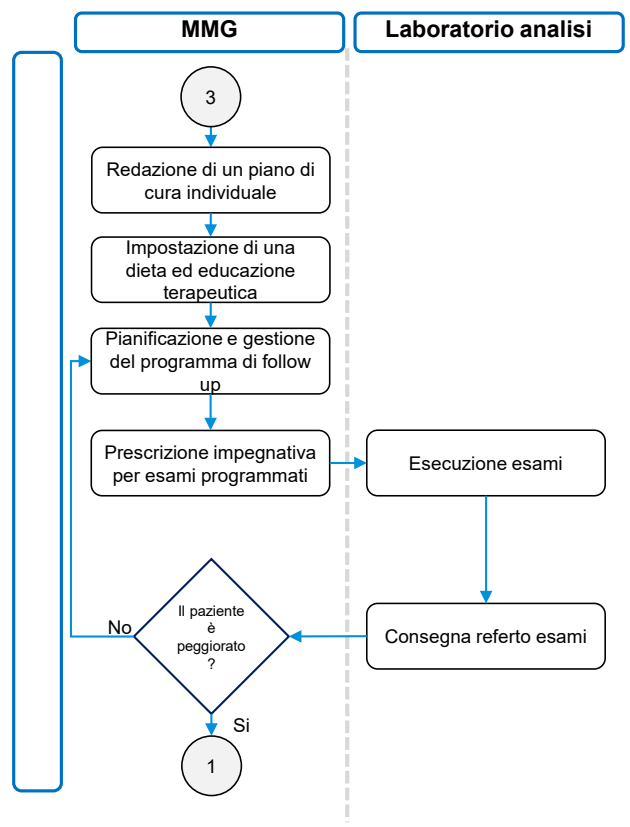 MMG
Laboratorio analisi
3
Redazione di un piano di
cura individuale
Impostazione di una
dieta ed educazione
terapeutica
Pianificazione e gestione
del programma di follow
up
Prescrizione impegnativa
per esami programmati
Esecuzione esami
Il paziente
è
peggiorato
?
No
Consegna referto esami
Si
1